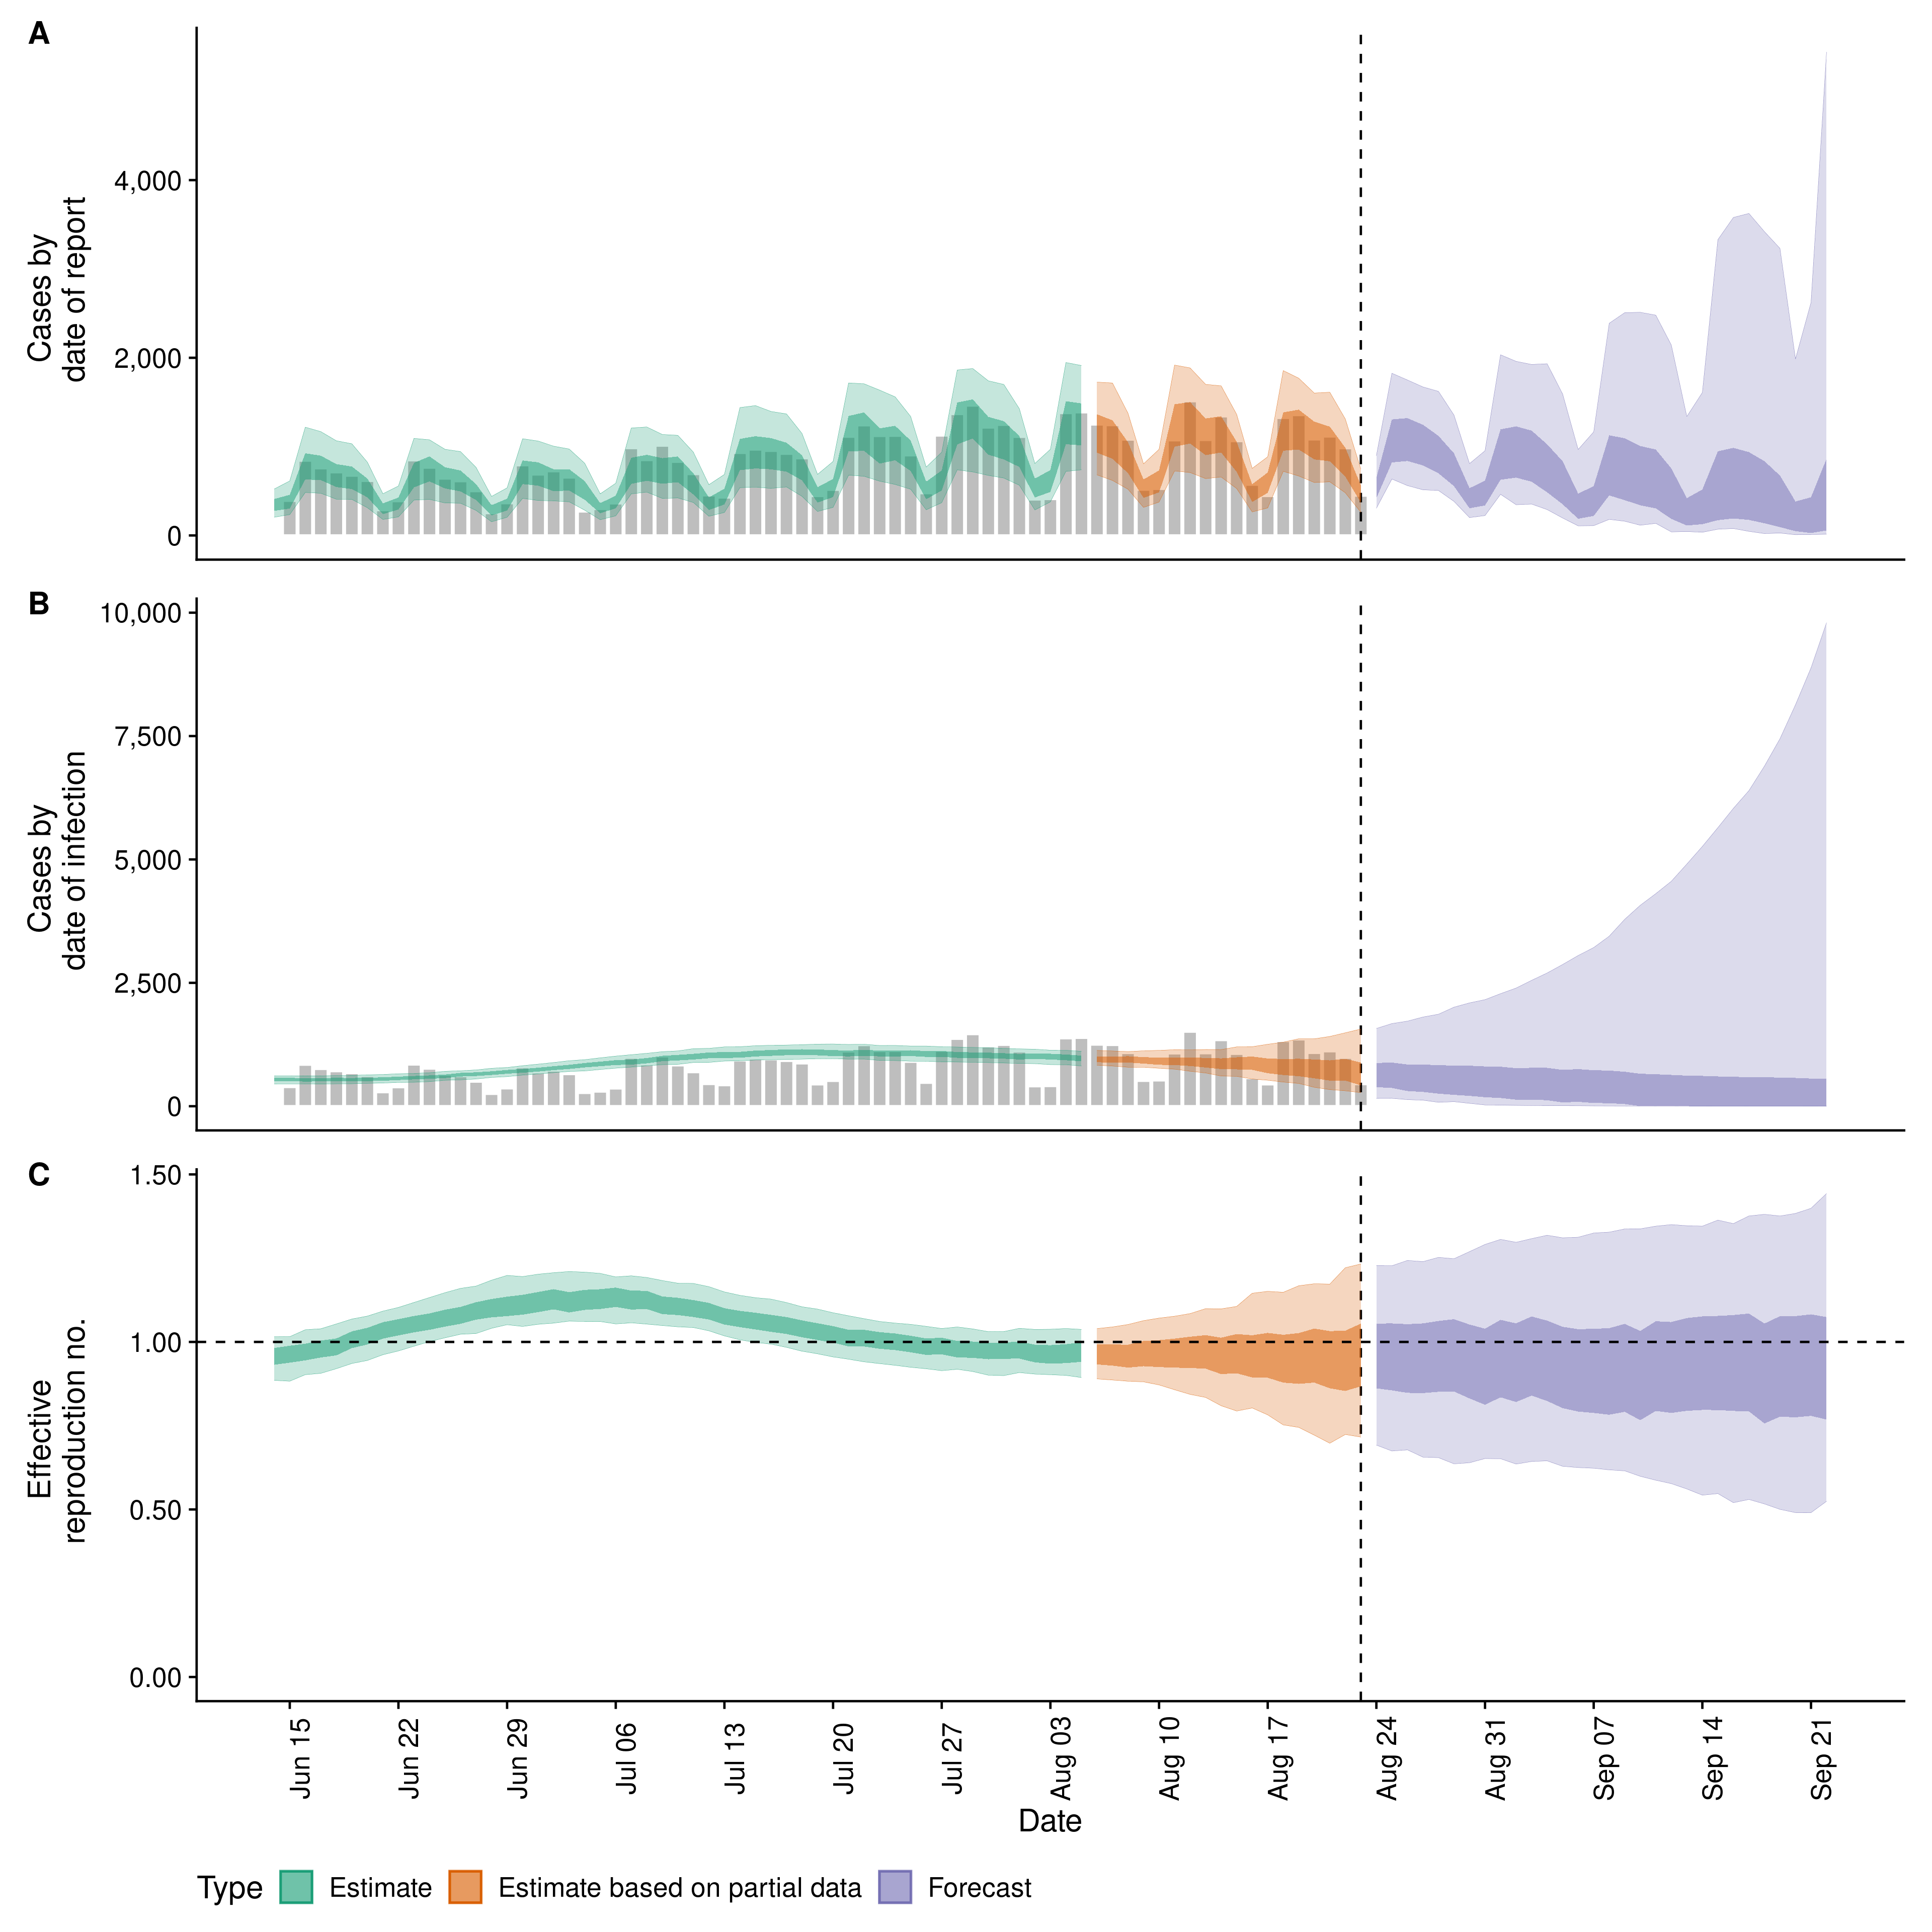 A
Cases by
date of report
4,000
2,000
0
B
Cases by
date of infection
10,000
7,500
5,000
2,500
0
C
Effective
reproduction no.
1.50
1.00
0.50
0.00
Jun 15
Jun 22
Jun 29
Jul 06
Jul 13
Jul 20
Jul 27
Aug 03
Aug 10
Aug 17
Aug 24
Aug 31
Sep 07
Sep 14
Sep 21
Date
Type Estimate Estimate based on partial data Forecast